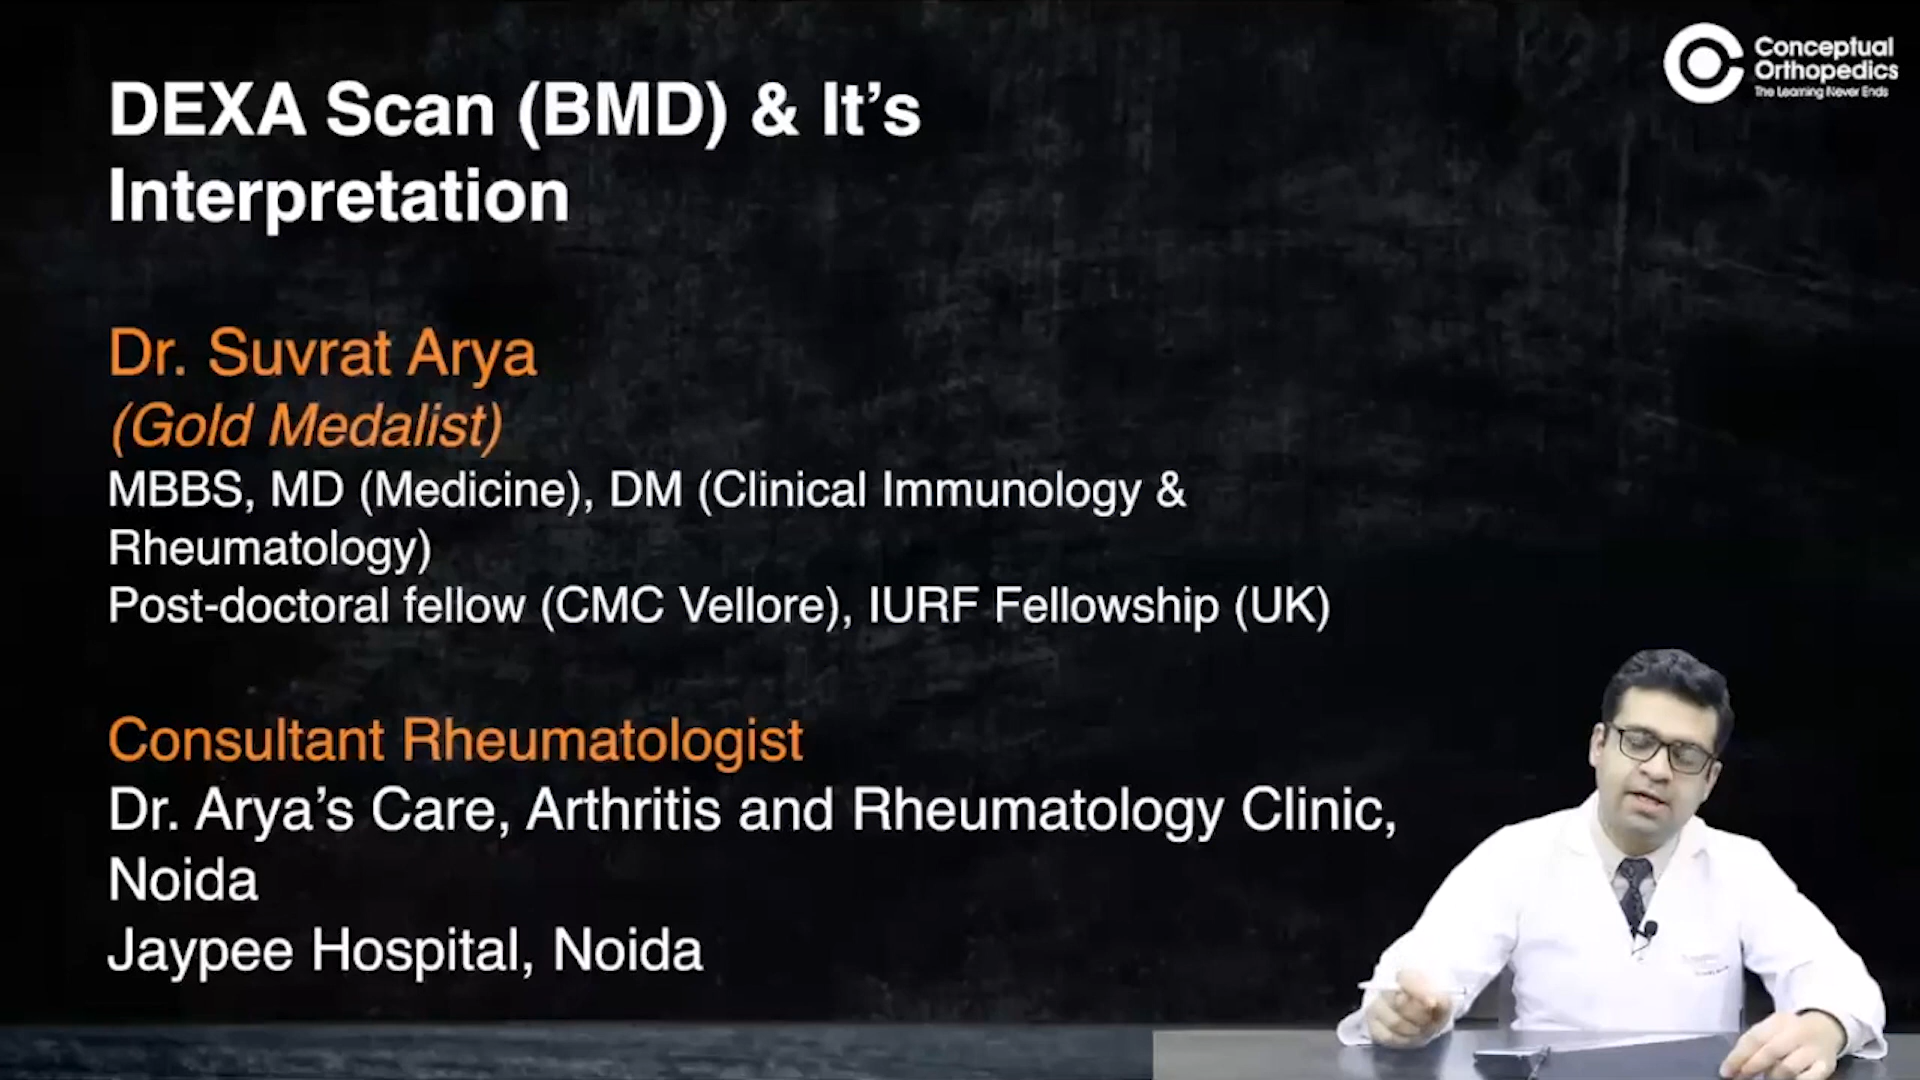 Conceptual
Orthopedics
The Learning Never Ends
DEXA Scan (BMD) & It’s
Interpretation
Dr. Suvrat Arya
(Gold Medalist)
MBBS, MD (Medicine), DM (Clinical Immunology &
Rheumatology)
Post-doctoral fellow (CMC Vellore), IURF Fellowship (UK)
Consultant Rheumatologist
Dr. Arya’s Care, Arthritis and Rheumatology Clinic,
Noida
Jaypee Hospital, Noida